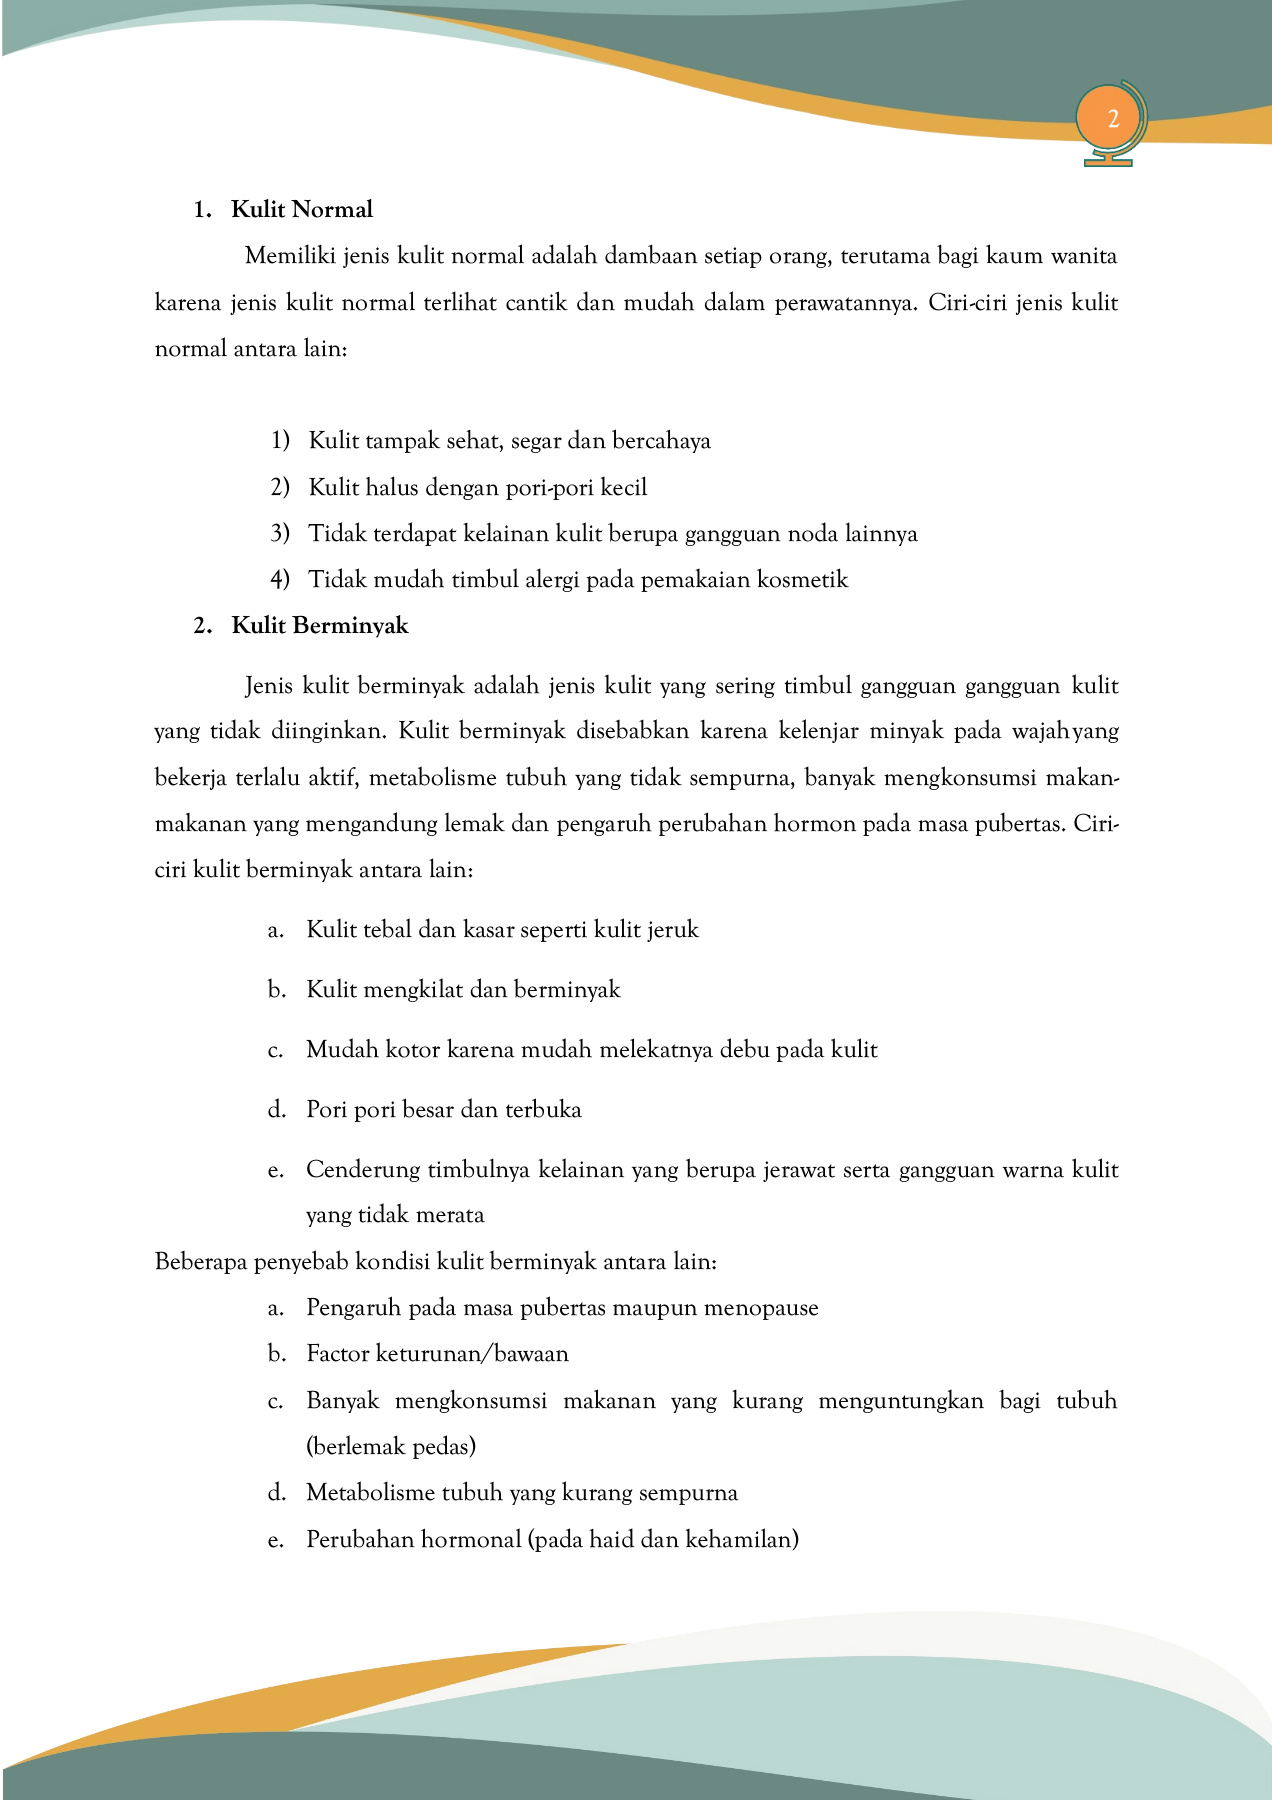 2
1. Kulit Normal
Memiliki jenis kulit normal adalah dambaan setiap orang, terutama bagi kaum wanita
karena jenis kulit normal terlihat cantik dan mudah dalam perawatannya. Ciri-ciri jenis kulit
normal antara lain:
1) Kulit tampak sehat, segar dan bercahaya
2) Kulit halus dengan pori-pori kecil
3) Tidak terdapat kelainan kulit berupa gangguan noda lainnya
4) Tidak mudah timbul alergi pada pemakaian kosmetik
2. Kulit Berminyak
Jenis kulit berminyak adalah jenis kulit yang sering timbul gangguan gangguan kulit
yang tidak diinginkan. Kulit berminyak disebabkan karena kelenjar minyak pada wajah yang
bekerja terlalu aktif, metabolisme tubuh yang tidak sempurna, banyak mengkonsumsi makan-
makanan yang mengandung lemak dan pengaruh perubahan hormon pada masa pubertas. Ciri-
ciri kulit berminyak antara lain:
a. Kulit tebal dan kasar seperti kulit jeruk
b. Kulit mengkilat dan berminyak
c. Mudah kotor karena mudah melekatnya debu pada kulit
d. Pori pori besar dan terbuka
e. Cenderung timbulnya kelainan yang berupa jerawat serta gangguan warna kulit
yang tidak merata
Beberapa penyebab kondisi kulit berminyak antara lain:
a. Pengaruh pada masa pubertas maupun menopause
b. Factor keturunan/bawaan
c. Banyak mengkonsumsi makanan yang kurang menguntungkan bagi tubuh
(berlemak pedas)
d. Metabolisme tubuh yang kurang sempurna
e. Perubahan hormonal (pada haid dan kehamilan)